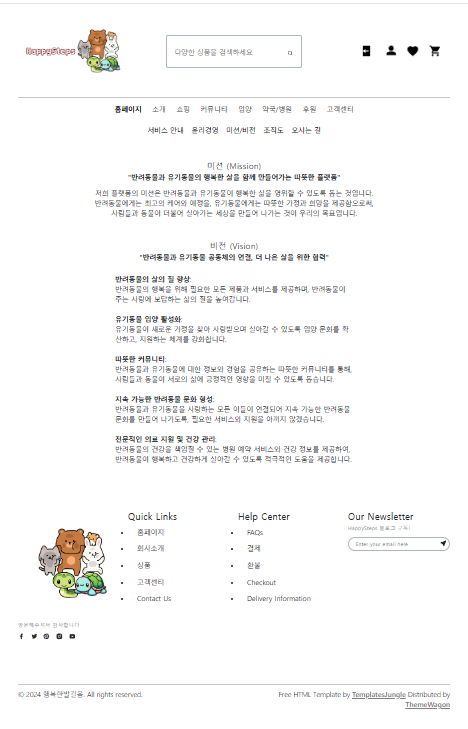 HappySteps
다양한 상품을 검색하세요
홈페이지 소개 쇼핑 커뮤니티 입양 약국/병원 후원 고객센터
서비스 안내 윤리경영 미션/비전 조직도 오시는 길
미션 (Mission)
"반려동물과 유기동물의 행복한 삶을 함께 만들어가는 따뜻한 플랫폼"
저희 플랫폼의 미션은 반려동물과 유기동물이 행복한 삶을 영위할 수 있도록 돕는 것입니다.
반려동물에게는 최고의 케어와 애정을, 유기동물에게는 따뜻한 가정과 희망을 제공함으로써,
사람들과 동물이 더불어 살아가는 세상을 만들어 나가는 것이 우리의 목표입니다.
비전 (Vision)
"반려동물과 유기동물 공동체의 연결, 더 나은 삶을 위한 협력"
반려동물의 삶의 질 향상:
반려동물의 행복을 위해 필요한 모든 제품과 서비스를 제공하며, 반려동물이
주는 사랑에 보답하는 삶의 질을 높여갑니다.
유기동물 입양 활성화:
유기동물이 새로운 가정을 찾아 사랑받으며 살아갈 수 있도록 입양 문화를 확
산하고, 지원하는 체계를 강화합니다.
따뜻한 커뮤니티:
반려동물과 유기동물에 대한 정보와 경험을 공유하는 따뜻한 커뮤니티를 통해,
사람들과 동물이 서로의 삶에 긍정적인 영향을 미칠 수 있도록 돕습니다.
지속 가능한 반려동물 문화 형성:
반려동물과 유기동물을 사랑하는 모든 이들이 연결되어 지속 가능한 반려동물
문화를 만들어 나가도록, 필요한 서비스와 지원을 아끼지 않겠습니다.
전문적인 의료 지원 및 건강 관리:
반려동물의 건강을 책임질 수 있는 병원 예약 서비스와 건강 정보를 제공하여,
반려동물이 행복하고 건강하게 살아갈 수 있도록 적극적인 도움을 제공합니다.
Quick Links
홈페이지
회사소개
상품
고객센터
Contact Us
Help Center
FAQs
결제
환불
Checkout
Delivery Information
Our Newsletter
HappySteps 블로그 구독!
Enter your email here
방문해주셔서 감사합니다
© 2024 행복한발걸음. All rights reserved.
Free HTML Template by TemplatesJungle Distributed by
ThemeWagon